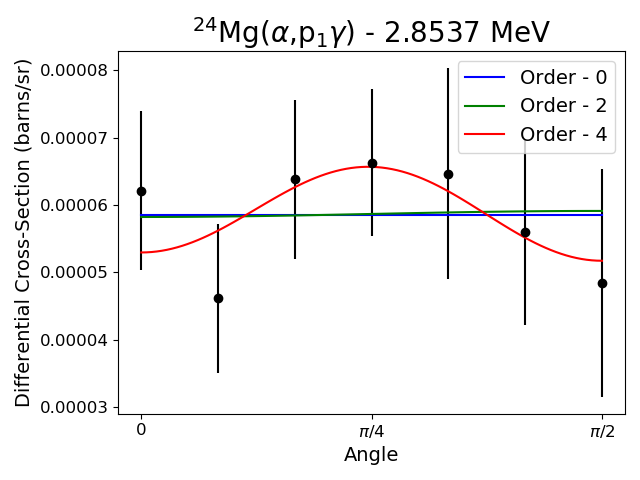 ²⁴Mg(α,p₁γ) - 2.8537 MeV
Differential Cross-Section (barns/sr)
0.00008
0.00007
0.00006
0.00005
0.00004
0.00003
Order - 0
Order - 2
Order - 4
0
π/4
π/2
Angle